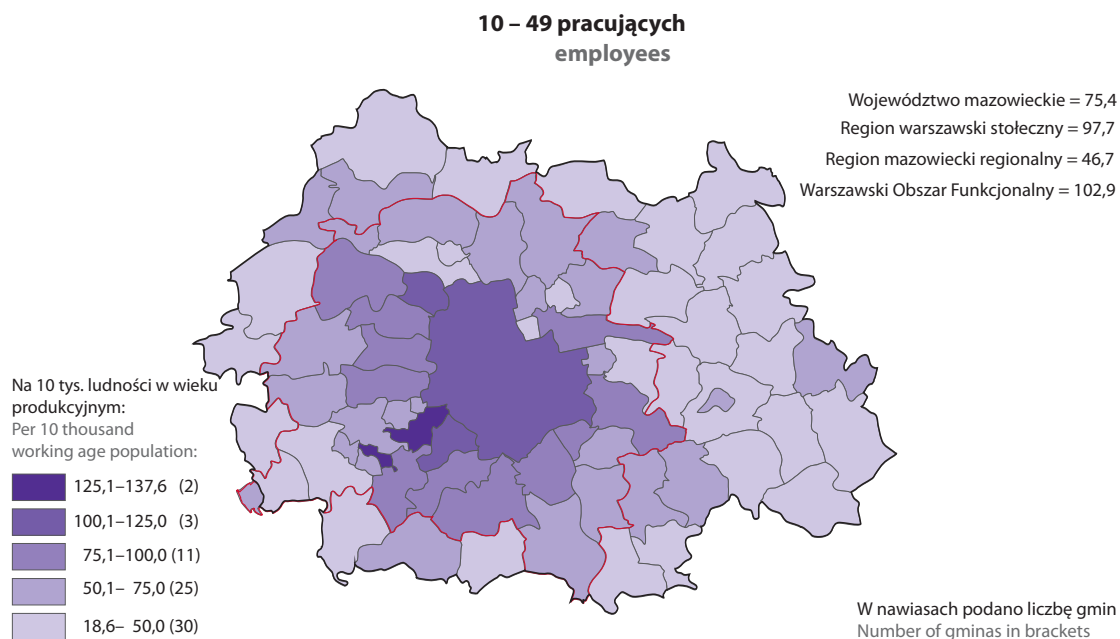 10 – 49 pracujących
employees
Województwo mazowieckie = 75,4
Region warszawski stołeczny = 97,7
Region mazowiecki regionalny = 46,7
Warszawski Obszar Funkcjonalny = 102,9
Na 10 tys. ludności w wieku
produkcyjnym:
Per 10 thousand
working age population:
125,1–137,6 (2)
100,1–125,0 (3)
75,1–100,0 (11)
50,1– 75,0 (25)
18,6– 50,0 (30)
W nawiasach podano liczbę gmin
Number of gminas in brackets